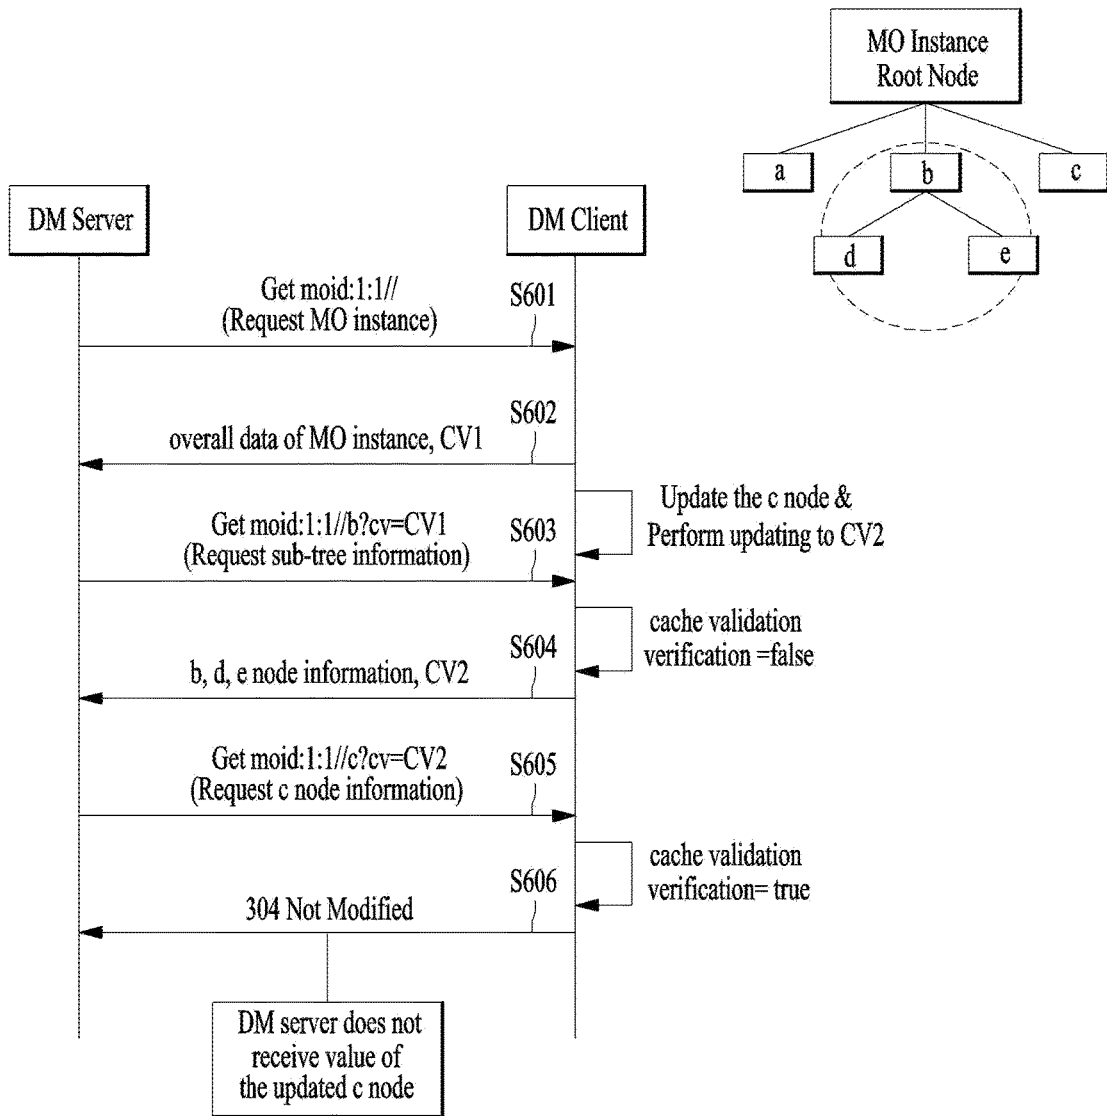 MO Instance
Root Node
a
b
c
d
e
DM Server
DM Client
Get moid:1:1//
(Request MO instance)
S601
S602
overall data of MO instance, CV1
Update the c node &
Perform updating to CV2
Get moid:1:1//b?cv=CV1
(Request sub-tree information)
S603
cache validation
verification =false
S604
b, d, e node information, CV2
Get moid:1:1//c?cv=CV2
(Request c node information)
S605
cache validation
verification= true
S606
304 Not Modified
DM server does not
receive value of
the updated c node